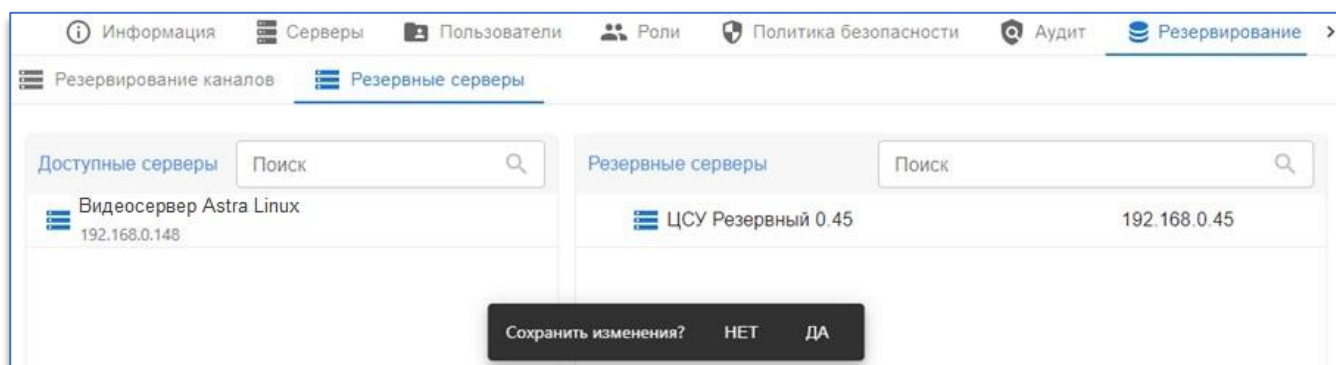 Информация Серверы Пользователи Роли Политика безопасности Аудит Резервирование
Резервирование каналов Резервные серверы
Доступные серверы Поиск Резервные серверы Поиск
Видеосервер Astra Linux
192.168.0.148
ЦСУ Резервный 0.45 192.168.0.45
Сохранить изменения? НЕТ ДА